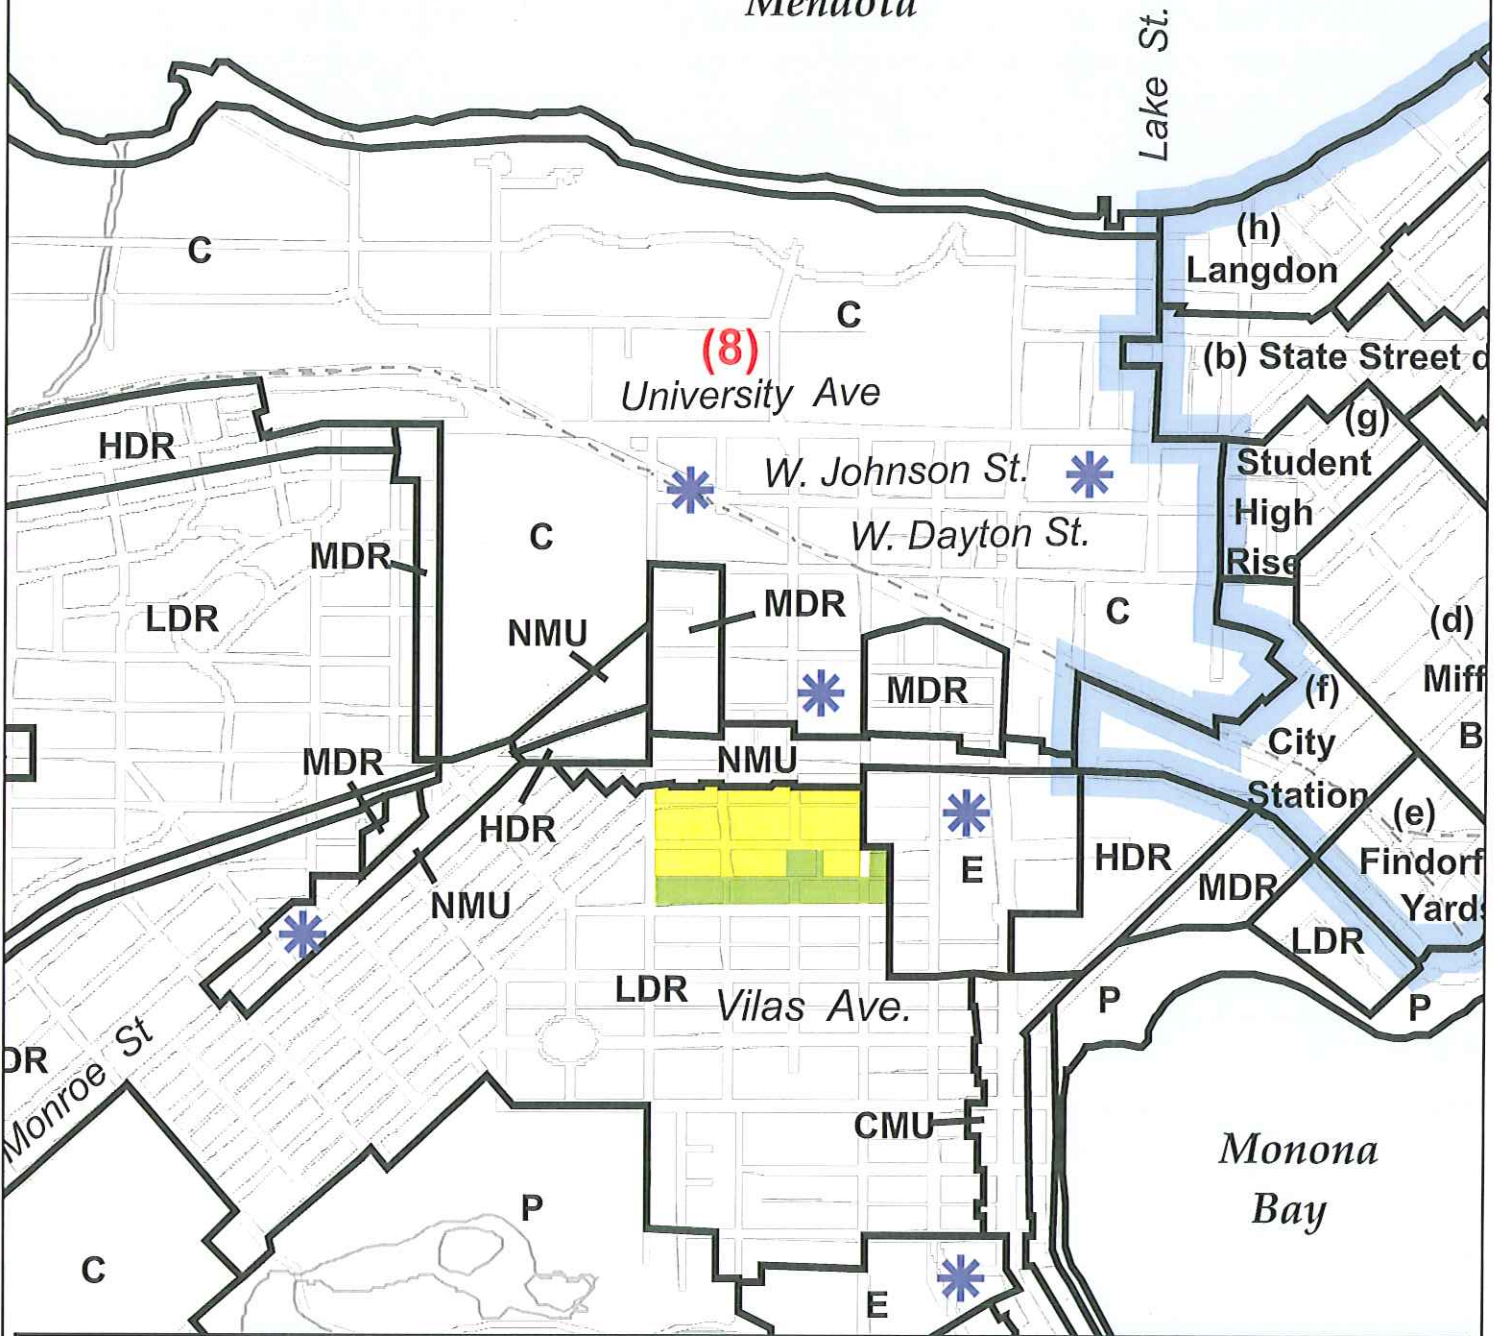 Mendota
Lake St.
(h)
Langdon
C
C
(8)
University Ave
(b) State Street d
(g)
Student
High
Rise
HDR
W. Johnson St.
W. Dayton St.
C
MDR
LDR
NMU
MDR
C
(d)
Miff
B
MDR
(f)
City
Station
NMU
MDR
HDR
NMU
E
HDR
MDR
(e)
Findorf
Yards
LDR
LDR
Vilas Ave.
P
P
DR
Monroe St
CMU
Monona
Bay
P
C
E